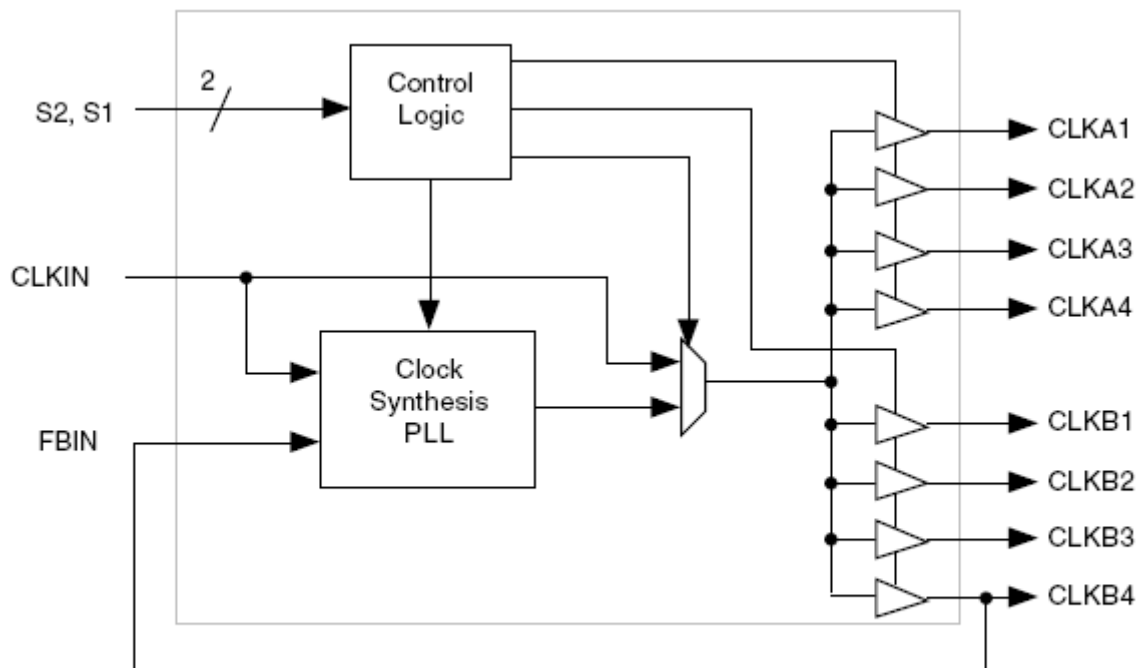 2
S2, S1
Control
Logic
CLKIN
Clock
Synthesis
PLL
FBIN
CLKA1
CLKA2
CLKA3
CLKA4
CLKB1
CLKB2
CLKB3
CLKB4